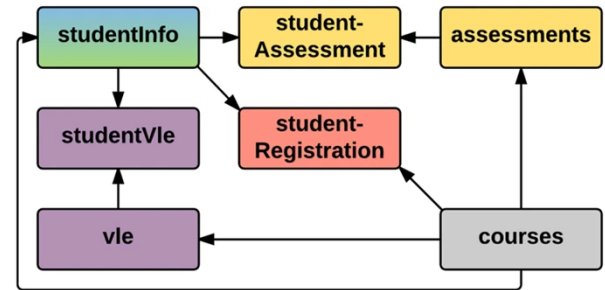 studentInfo
student-
Assessment
assessments
studentVle
student-
Registration
vle
courses